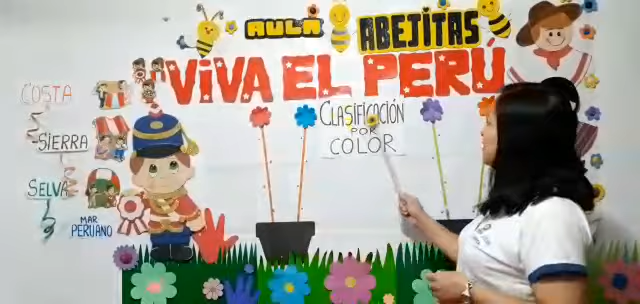 AULA ABEJITAS
VIVA EL PERÚ
CLASIFICACIÓN
POR
COLOR
COSTA
SIERRA
SELVA
MAR
PERUANO